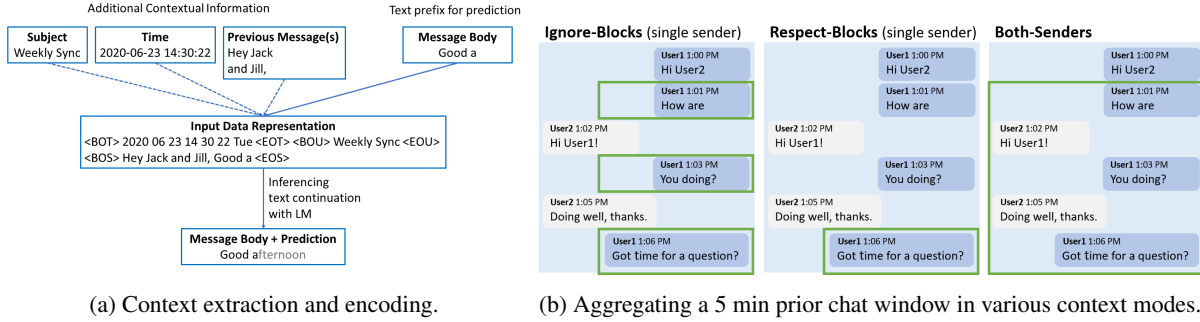 Additional Contextual Information
Text prefix for prediction
Subject
Weekly Sync
Time
2020-06-23 14:30:22
Previous Message(s)
Hey Jack
and Jill,
Message Body
Good a
Input Data Representation
<BOT> 2020 06 23 14 30 22 Tue <EOT> <BOU> Weekly Sync <EOU>
<BOS> Hey Jack and Jill, Good a <EOS>
Inferencing
text continuation
with LM
Message Body + Prediction
Good afternoon
(a) Context extraction and encoding.
Ignore-Blocks (single sender)
User1 1:00 PM
Hi User2
User1 1:01 PM
How are
User2 1:02 PM
Hi User1!
User1 1:03 PM
You doing?
User2 1:05 PM
Doing well, thanks.
User1 1:06 PM
Got time for a question?
Respect-Blocks (single sender)
User1 1:00 PM
Hi User2
User1 1:01 PM
How are
User2 1:02 PM
Hi User1!
User1 1:03 PM
You doing?
User2 1:05 PM
Doing well, thanks.
User1 1:06 PM
Got time for a question?
Both-Senders
User1 1:00 PM
Hi User2
User1 1:01 PM
How are
User2 1:02 PM
Hi User1!
User1 1:03 PM
You doing?
User2 1:05 PM
Doing well, thanks.
User1 1:06 PM
Got time for a question?
(b) Aggregating a 5 min prior chat window in various context modes.